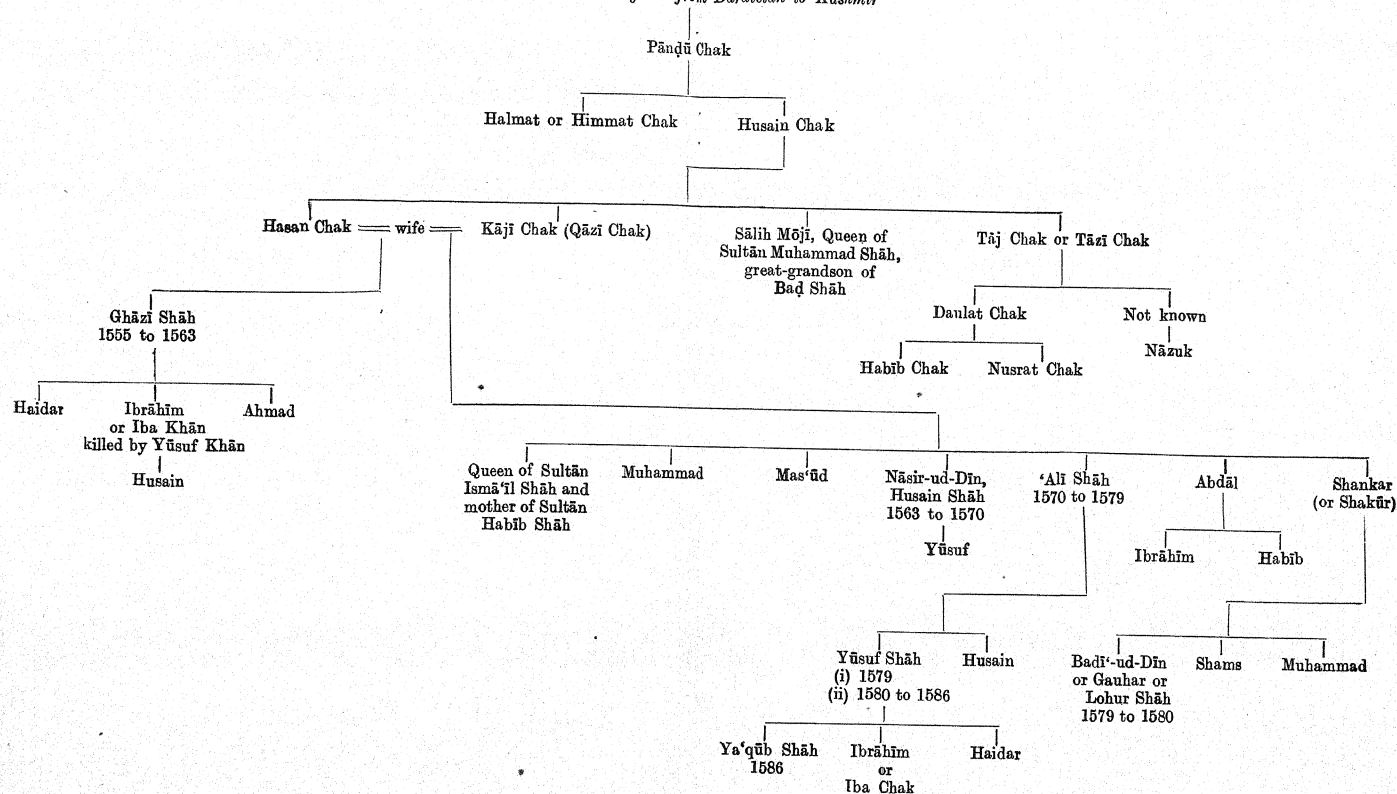 from Dardistan to Kashmir
Pānḍū Chak
Halmat or Himmat Chak
Husain Chak
Hasan Chak
wife
Kājī Chak (Qāzī Chak)
Sālih Mōjī, Queen of
Sultān Muhammad Shāh,
great-grandson of
Baḍ Shāh
Tāj Chak or Tāzī Chak
Ghāzī Shāh
1555 to 1563
Daulat Chak
Not known
Nāzuk
Habīb Chak
Nusrat Chak
Haidar
Ibrāhīm
or Iba Khān
killed by Yūsuf Khān
Ahmad
Husain
Queen of Sultān
Ismā‘īl Shāh and
mother of Sultān
Habīb Shāh
Muhammad
Mas‘ūd
Nāsir-ud-Dīn,
Husain Shāh
1563 to 1570
Yūsuf
‘Alī Shāh
1570 to 1579
Abdāl
Shankar
(or Shakūr)
Ibrāhīm
Habīb
Yūsuf Shāh
(i) 1579
(ii) 1580 to 1586
Husain
Badī‘-ud-Dīn
or Gauhar or
Lohur Shāh
1579 to 1580
Shams
Muhammad
Ya‘qūb Shāh
1586
Ibrāhīm
or
Iba Chak
Haidar